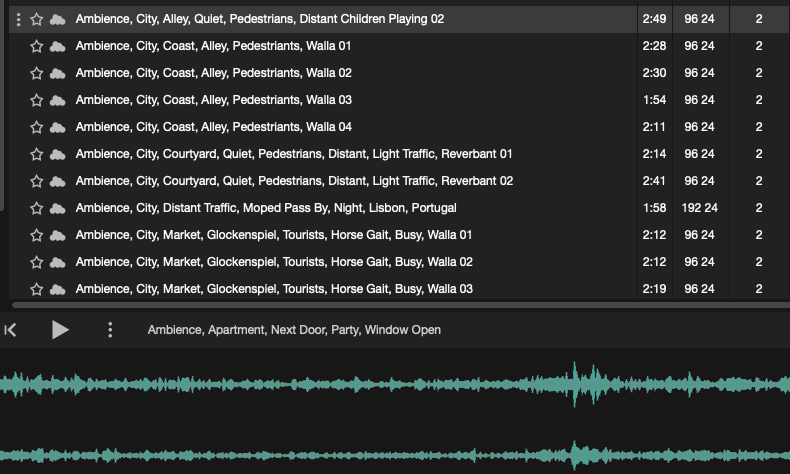 Ambience, City, Alley, Quiet, Pedestrians, Distant Children Playing 02 2:49 96 24 2
Ambience, City, Coast, Alley, Pedestriants, Walla 01 2:28 96 24 2
Ambience, City, Coast, Alley, Pedestriants, Walla 02 2:30 96 24 2
Ambience, City, Coast, Alley, Pedestriants, Walla 03 1:54 96 24 2
Ambience, City, Coast, Alley, Pedestriants, Walla 04 2:11 96 24 2
Ambience, City, Courtyard, Quiet, Pedestrians, Distant, Light Traffic, Reverbant 01 2:14 96 24 2
Ambience, City, Courtyard, Quiet, Pedestrians, Distant, Light Traffic, Reverbant 02 2:41 96 24 2
Ambience, City, Distant Traffic, Moped Pass By, Night, Lisbon, Portugal 1:58 192 24 2
Ambience, City, Market, Glockenspiel, Tourists, Horse Gait, Busy, Walla 01 2:12 96 24 2
Ambience, City, Market, Glockenspiel, Tourists, Horse Gait, Busy, Walla 02 2:12 96 24 2
Ambience, City, Market, Glockenspiel, Tourists, Horse Gait, Busy, Walla 03 2:19 96 24 2
Ambience, Apartment, Next Door, Party, Window Open